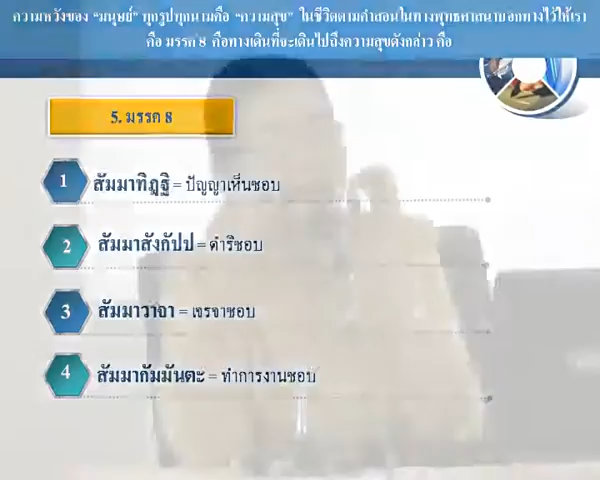 ความหวังของ “มนุษย์” ทุกรูปทุกนามคือ “ความสุข” ในชีวิตตามคำสอนในทางพุทธศาสนาบอกทางไว้ให้เรา
คือ มรรค 8 คือทางเดินที่จะเดินไปถึงความสุขดังกล่าว คือ
5. มรรค 8
1 สัมมาทิฎฐิ = ปัญญาเห็นชอบ
2 สัมมาสังกัปป = ดำริชอบ
3 สัมมาวาจา = เจรจาชอบ
4 สัมมากัมมันตะ = ทำการงานชอบ